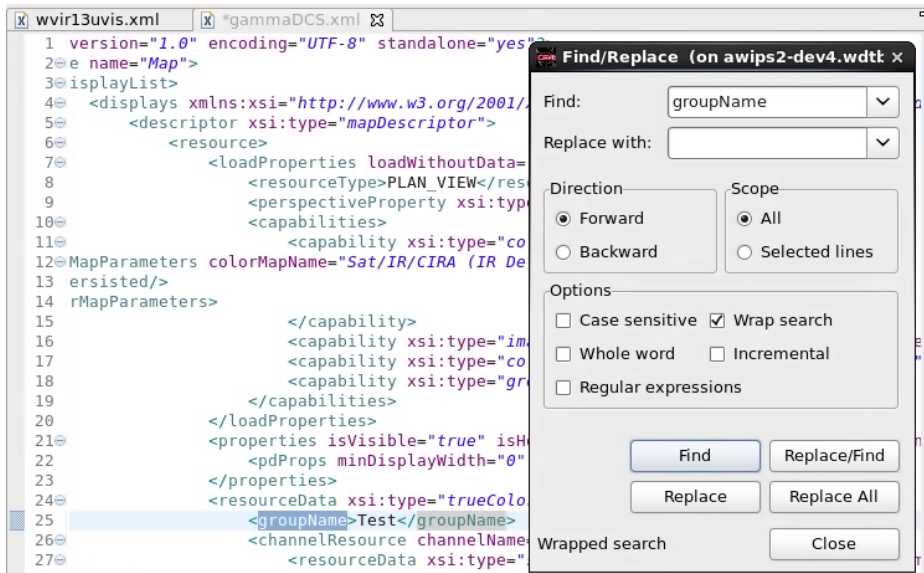 wvir13uvis.xml
*gammaDCS.xml
1 version="1.0" encoding="UTF-8" standalone="yes"?>
2 e name="Map">
3 isplayList>
4 <displays xmlns:xsi="http://www.w3.org/2001/
5 <descriptor xsi:type="mapDescriptor">
6 <resource>
7 <loadProperties loadWithoutData=
8 <resourceType>PLAN_VIEW</res
9 <perspectiveProperty xsi:typ
10 <capabilities>
11 <capability xsi:type="co
12 MapParameters colorMapName="Sat/IR/CIRA (IR De
13 ersisted/>
14 rMapParameters>
15 </capability>
16 <capability xsi:type="im
17 <capability xsi:type="co
18 <capability xsi:type="gr
19 </capabilities>
20 </loadProperties>
21 <properties isVisible="true" isH
22 <pdProps minDisplayWidth="0"
23 </properties>
24 <resourceData xsi:type="trueColo
25 <groupName>Test</groupName>
26 <channelResource channelName=
27 <resourceData xsi:type="
Find/Replace (on awips2-dev4.wdtb
Find: groupName
Replace with:
Direction
Forward
Backward
Scope
All
Selected lines
Options
Case sensitive Wrap search
Whole word Incremental
Regular expressions
Find Replace/Find
Replace Replace All
Wrapped search Close